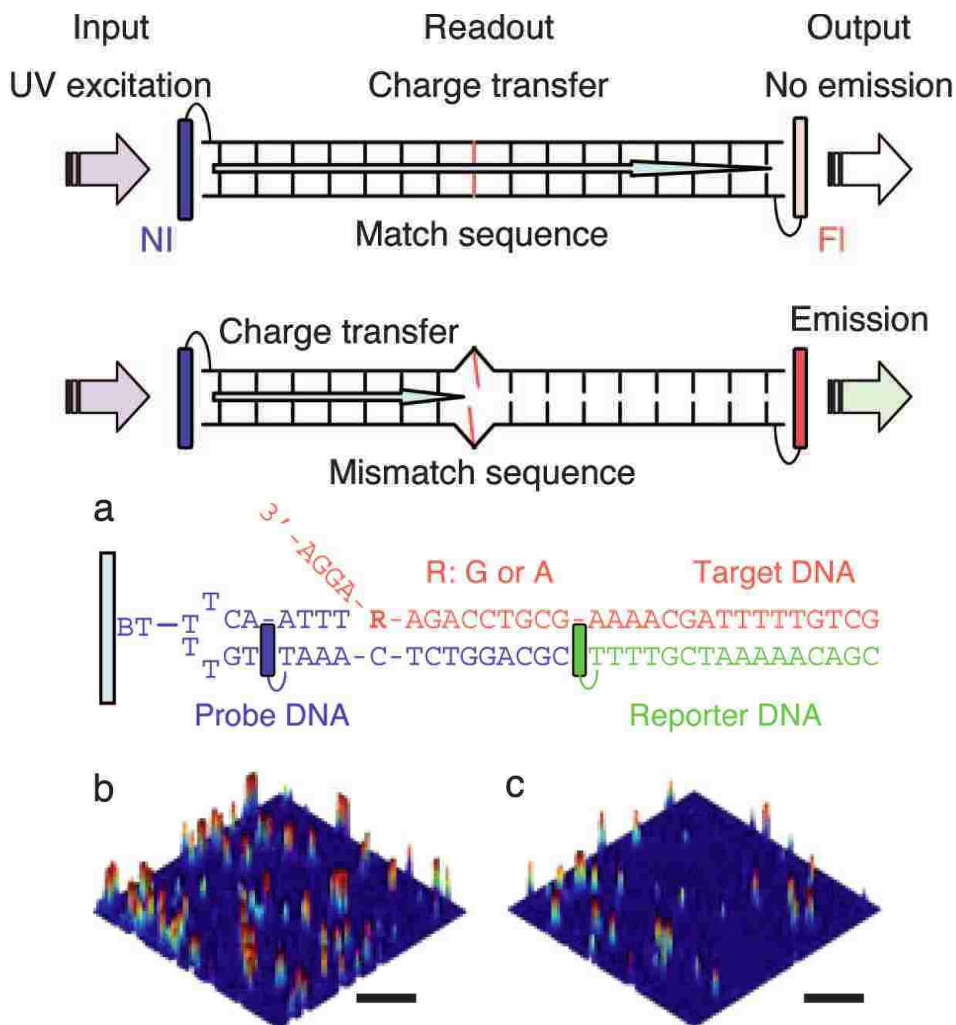 Input Readout Output
UV excitation Charge transfer No emission
NI Match sequence Fl
Charge transfer Emission
Mismatch sequence
a
3'-AGGA-
R: G or A Target DNA
BT-T T CA-ATTT R-AGACCTGCG-AAAACGATTTTTGTCG
T T GT TAAA-C-TCTGGACGC TTTTGCTAAAAACAGC
Probe DNA Reporter DNA
b c